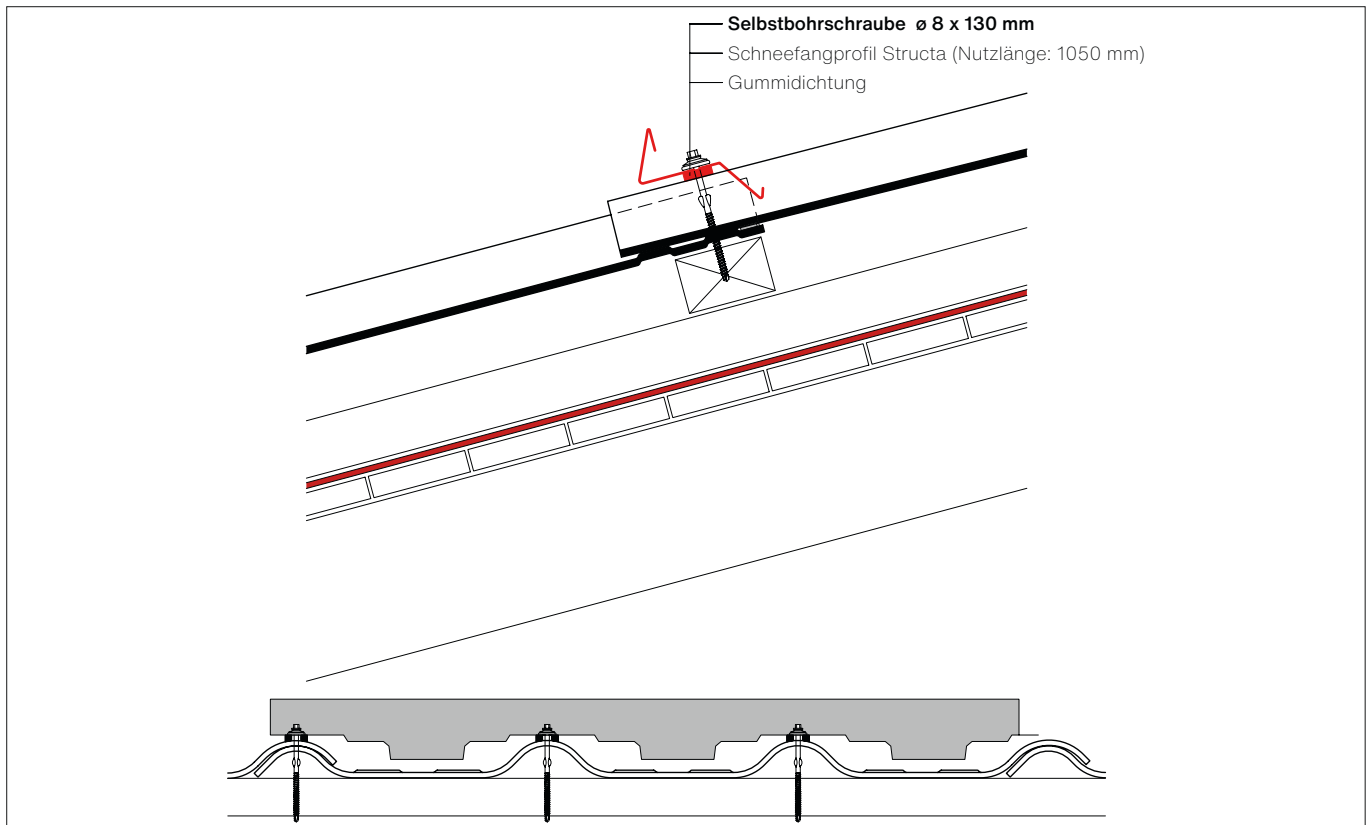 Selbstbohrschraube ø 8 x 130 mm
Schneefangprofil Structa (Nutzlänge: 1050 mm)
Gummidichtung